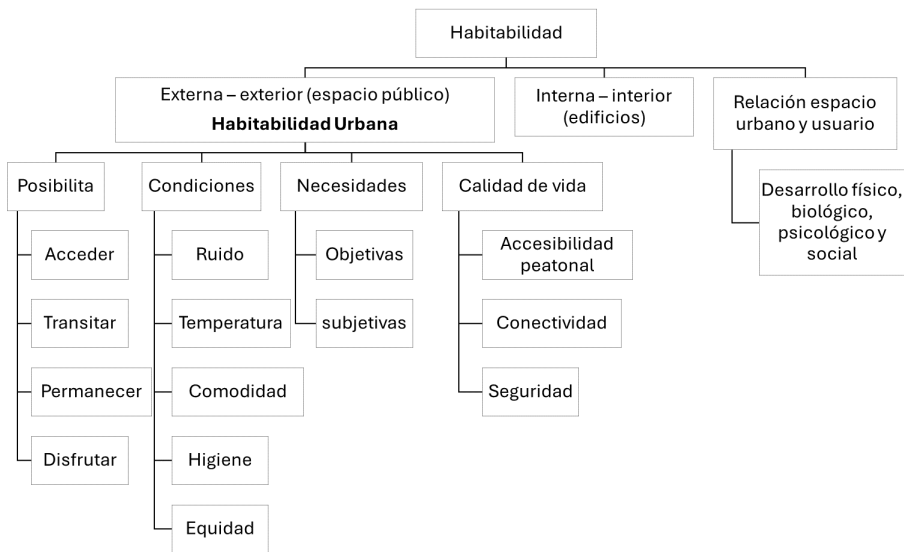 Habitabilidad
Externa – exterior (espacio público)
Habitabilidad Urbana
Interna – interior
(edificios)
Relación espacio
urbano y usuario
Posibilita
Condiciones
Necesidades
Calidad de vida
Desarrollo físico,
biológico,
psicológico y
social
Acceder
Transitar
Permanecer
Disfrutar
Ruido
Temperatura
Comodidad
Higiene
Equidad
Objetivas
subjetivas
Accesibilidad
peatonal
Conectividad
Seguridad